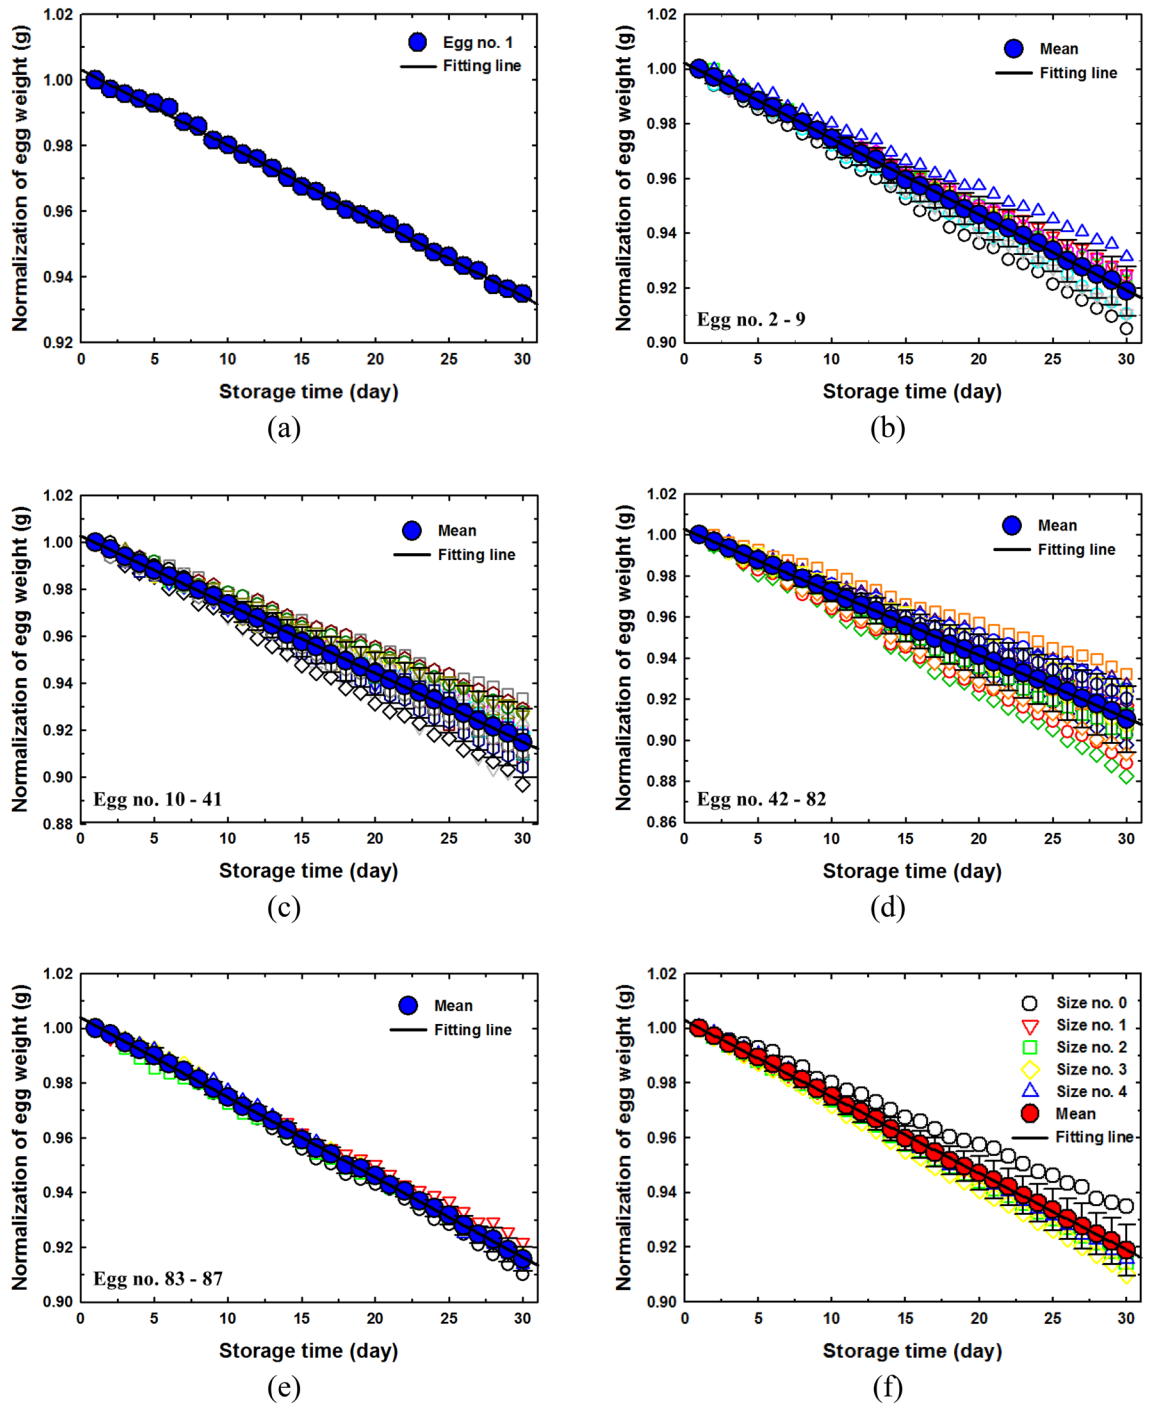 1.02
1.00
0.98
0.96
0.94
0.92
0 5 10 15 20 25 30
Normalization of egg weight (g)
Storage time (day)
Egg no. 1
Fitting line
(a)
1.02
1.00
0.98
0.96
0.94
0.92
0.90
0 5 10 15 20 25 30
Normalization of egg weight (g)
Storage time (day)
Mean
Fitting line
Egg no. 2 - 9
(b)
1.02
1.00
0.98
0.96
0.94
0.92
0.90
0.88
0 5 10 15 20 25 30
Normalization of egg weight (g)
Storage time (day)
Mean
Fitting line
Egg no. 10 - 41
(c)
1.02
1.00
0.98
0.96
0.94
0.92
0.90
0.88
0.86
0 5 10 15 20 25 30
Normalization of egg weight (g)
Storage time (day)
Mean
Fitting line
Egg no. 42 - 82
(d)
1.02
1.00
0.98
0.96
0.94
0.92
0.90
0 5 10 15 20 25 30
Normalization of egg weight (g)
Storage time (day)
Mean
Fitting line
Egg no. 83 - 87
(e)
1.02
1.00
0.98
0.96
0.94
0.92
0.90
0 5 10 15 20 25 30
Normalization of egg weight (g)
Storage time (day)
Size no. 0
Size no. 1
Size no. 2
Size no. 3
Size no. 4
Mean
Fitting line
(f)